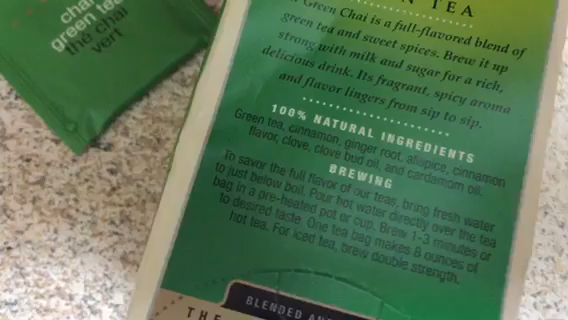 chai
green tea
thé chai
vert
TEA
Green Chai is a full-flavored blend of
green tea and sweet spices. Brew it up
strong with milk and sugar for a rich,
delicious drink. Its fragrant, spicy aroma
and flavor lingers from sip to sip.
100% NATURAL INGREDIENTS
Green tea, cinnamon, ginger root, allspice, cinnamon
flavor, clove, clove bud oil, and cardamom oil.
BREWING
To savor the full flavor of our teas, bring fresh water
to just below boil. Pour hot water directly over the tea
bag in a pre-heated pot or cup. Brew 1-3 minutes or
to desired taste. One tea bag makes 8 ounces of
hot tea. For iced tea, brew double strength.
BLENDED
THE